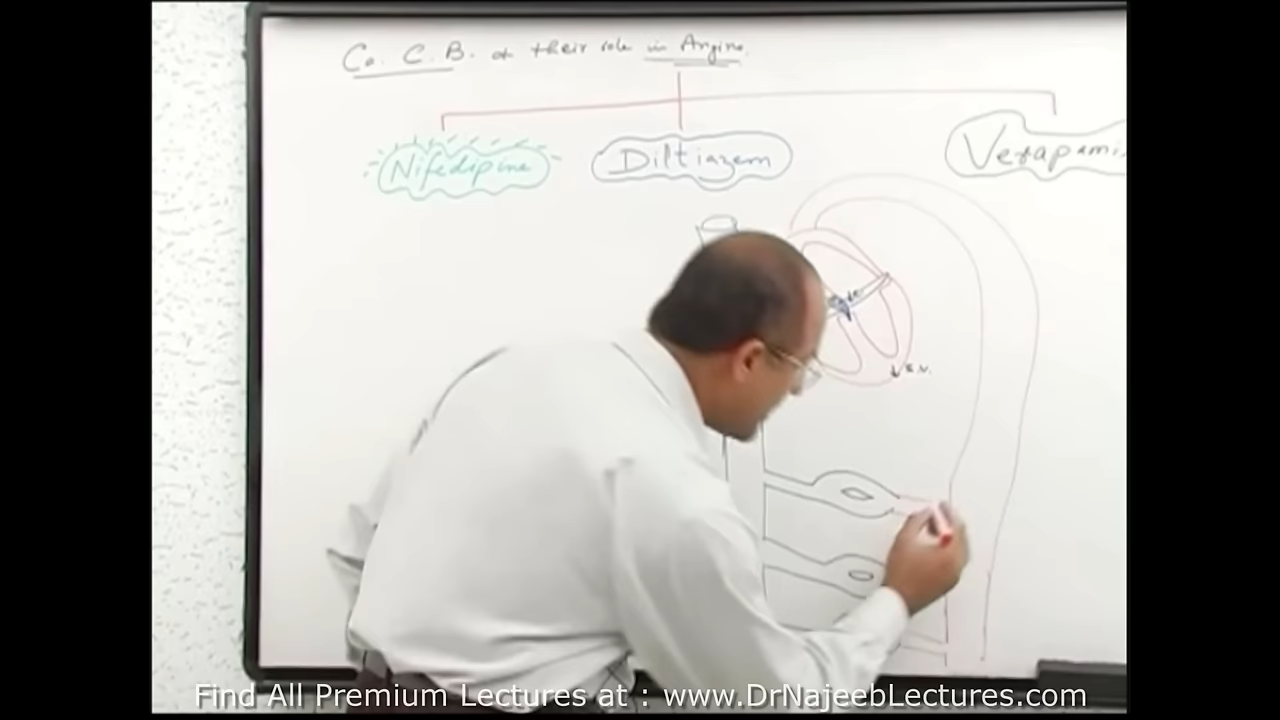 Ca. C. B. & their role in Angina.
Nifedipine
Diltiazem
Verapami
S.V.
Find All Premium Lectures at : www.DrNajeebLectures.com